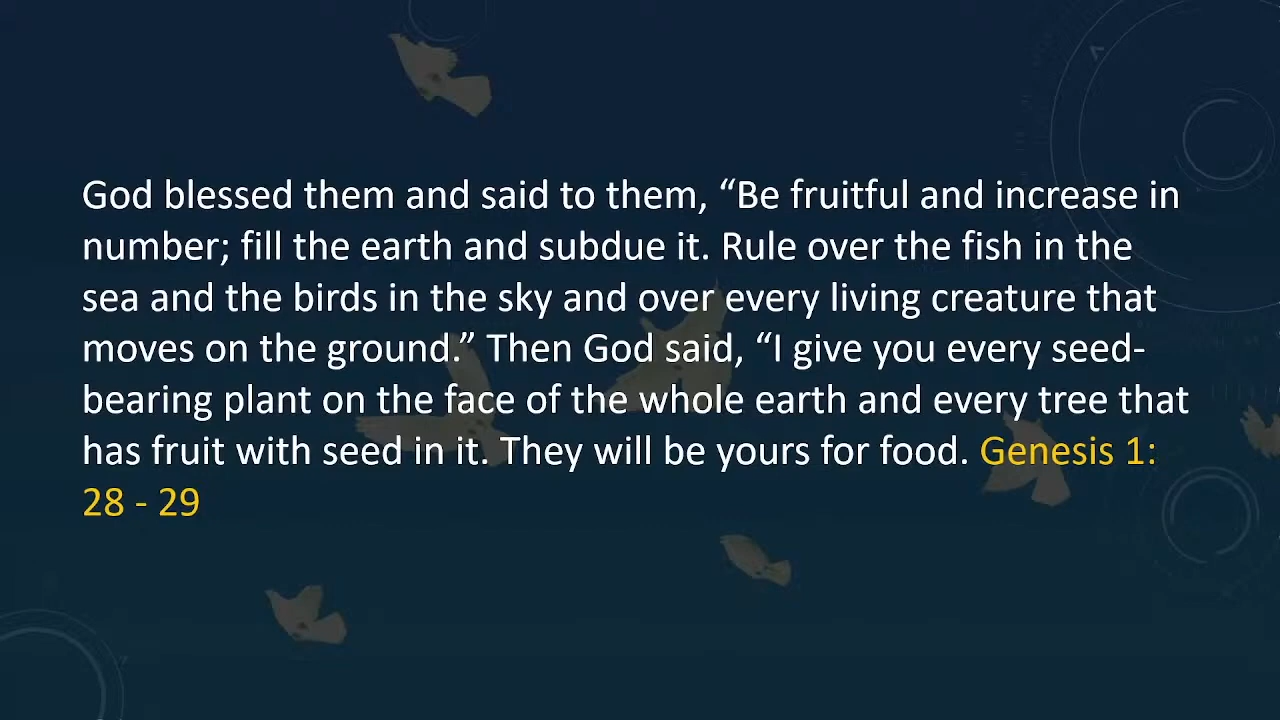 God blessed them and said to them, “Be fruitful and increase in
number; fill the earth and subdue it. Rule over the fish in the
sea and the birds in the sky and over every living creature that
moves on the ground.” Then God said, “I give you every seed-
bearing plant on the face of the whole earth and every tree that
has fruit with seed in it. They will be yours for food. Genesis 1:
28 - 29